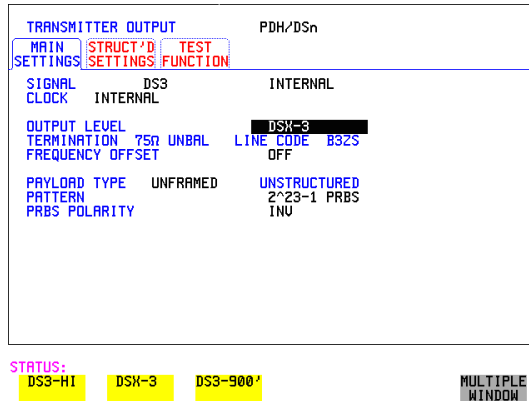 TRANSMITTER OUTPUT PDH/DSn
MAIN SETTINGS STRUCT'D SETTINGS TEST FUNCTION
SIGNAL DS3 INTERNAL
CLOCK INTERNAL
OUTPUT LEVEL DSX-3
TERMINATION 75Ω UNBAL LINE CODE B3ZS
FREQUENCY OFFSET OFF
PAYLOAD TYPE UNFRAMED UNSTRUCTURED
PATTERN 2^23-1 PRBS
PRBS POLARITY INV
STATUS:
DS3-HI DSX-3 DS3-900' MULTIPLE WINDOW